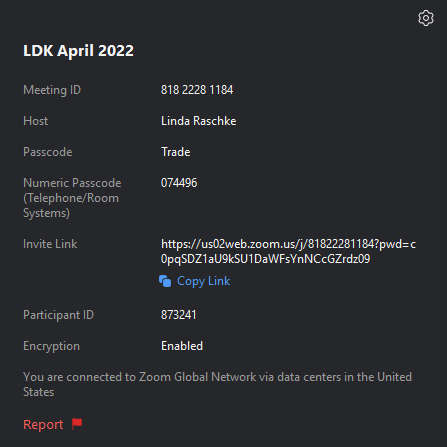 LDK April 2022
Meeting ID 818 2228 1184
Host Linda Raschke
Passcode Trade
Numeric Passcode 074496
(Telephone/Room
Systems)
Invite Link https://us02web.zoom.us/j/81822281184?pwd=c
0pqSDZ1aU9kSU1DaWFsYnNCcGZrdz09
Copy Link
Participant ID 873241
Encryption Enabled
You are connected to Zoom Global Network via data centers in the United
States
Report